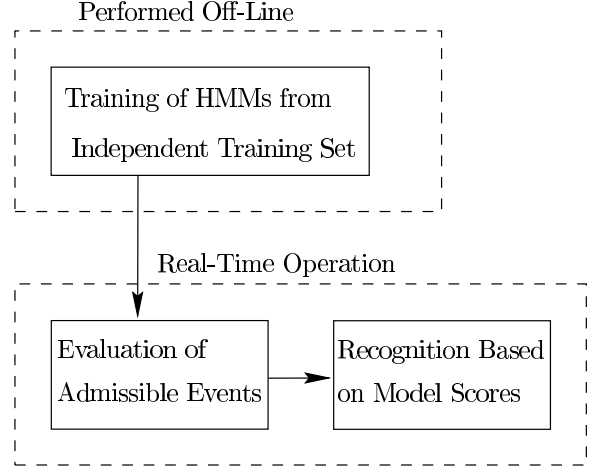 Performed Off-Line
Training of HMMs from
Independent Training Set
Real-Time Operation
Evaluation of
Admissible Events
Recognition Based
on Model Scores